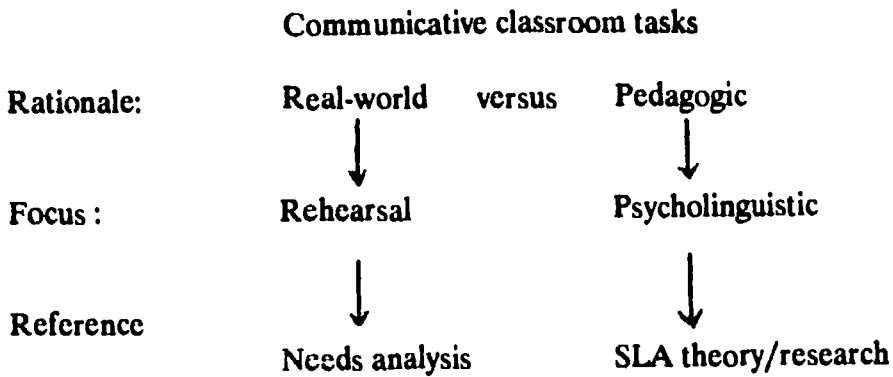 Communicative classroom tasks
Rationale: Real-world versus Pedagogic
Focus : Rehearsal Psycholinguistic
Reference
Needs analysis SLA theory/research